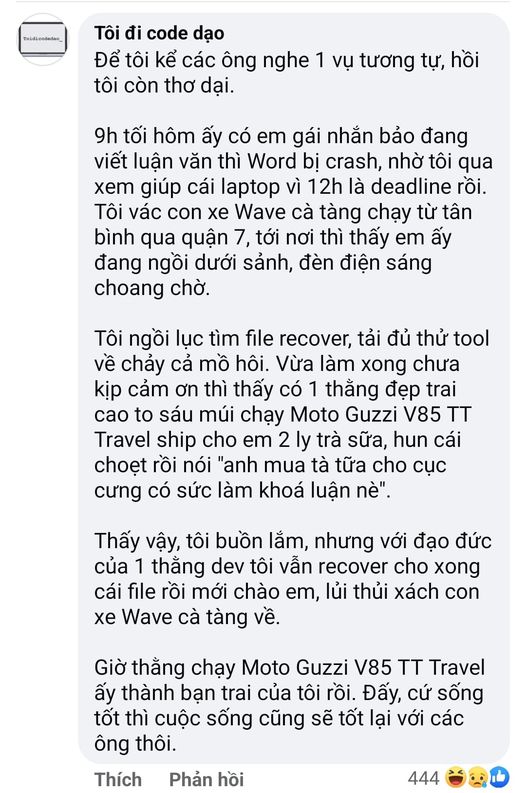 Toidicodedao_
Tôi đi code dạo
Để tôi kể các ông nghe 1 vụ tương tự, hồi
tôi còn thơ dại.
9h tối hôm ấy có em gái nhắn bảo đang
viết luận văn thì Word bị crash, nhờ tôi qua
xem giúp cái laptop vì 12h là deadline rồi.
Tôi vác con xe Wave cà tàng chạy từ tân
bình qua quận 7, tới nơi thì thấy em ấy
đang ngồi dưới sảnh, đèn điện sáng
choang chờ.
Tôi ngồi lục tìm file recover, tải đủ thử tool
về chảy cả mồ hôi. Vừa làm xong chưa
kịp cảm ơn thì thấy có 1 thằng đẹp trai
cao to sáu múi chạy Moto Guzzi V85 TT
Travel ship cho em 2 ly trà sữa, hun cái
choẹt rồi nói "anh mua tà tữa cho cục
cưng có sức làm khoá luận nè".
Thấy vậy, tôi buồn lắm, nhưng với đạo đức
của 1 thằng dev tôi vẫn recover cho xong
cái file rồi mới chào em, lủi thủi xách con
xe Wave cà tàng về.
Giờ thằng chạy Moto Guzzi V85 TT Travel
ấy thành bạn trai của tôi rồi. Đấy, cứ sống
tốt thì cuộc sống cũng sẽ tốt lại với các
ông thôi.
Thích Phản hồi 444